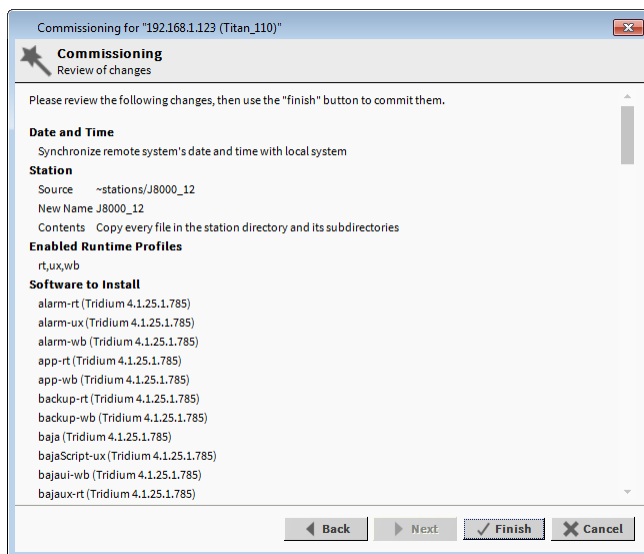 Commissioning for "192.168.1.123 (Titan_110)"
Commissioning
Review of changes
Please review the following changes, then use the "finish" button to commit them.
Date and Time
Synchronize remote system's date and time with local system
Station
Source ~stations/J8000_12
New Name J8000_12
Contents Copy every file in the station directory and its subdirectories
Enabled Runtime Profiles
rt,ux,wb
Software to Install
alarm-rt (Tridium 4.1.25.1.785)
alarm-ux (Tridium 4.1.25.1.785)
alarm-wb (Tridium 4.1.25.1.785)
app-rt (Tridium 4.1.25.1.785)
app-wb (Tridium 4.1.25.1.785)
backup-rt (Tridium 4.1.25.1.785)
backup-wb (Tridium 4.1.25.1.785)
baja (Tridium 4.1.25.1.785)
bajaScript-ux (Tridium 4.1.25.1.785)
bajaui-wb (Tridium 4.1.25.1.785)
bajaux-rt (Tridium 4.1.25.1.785)
Back Next Finish Cancel